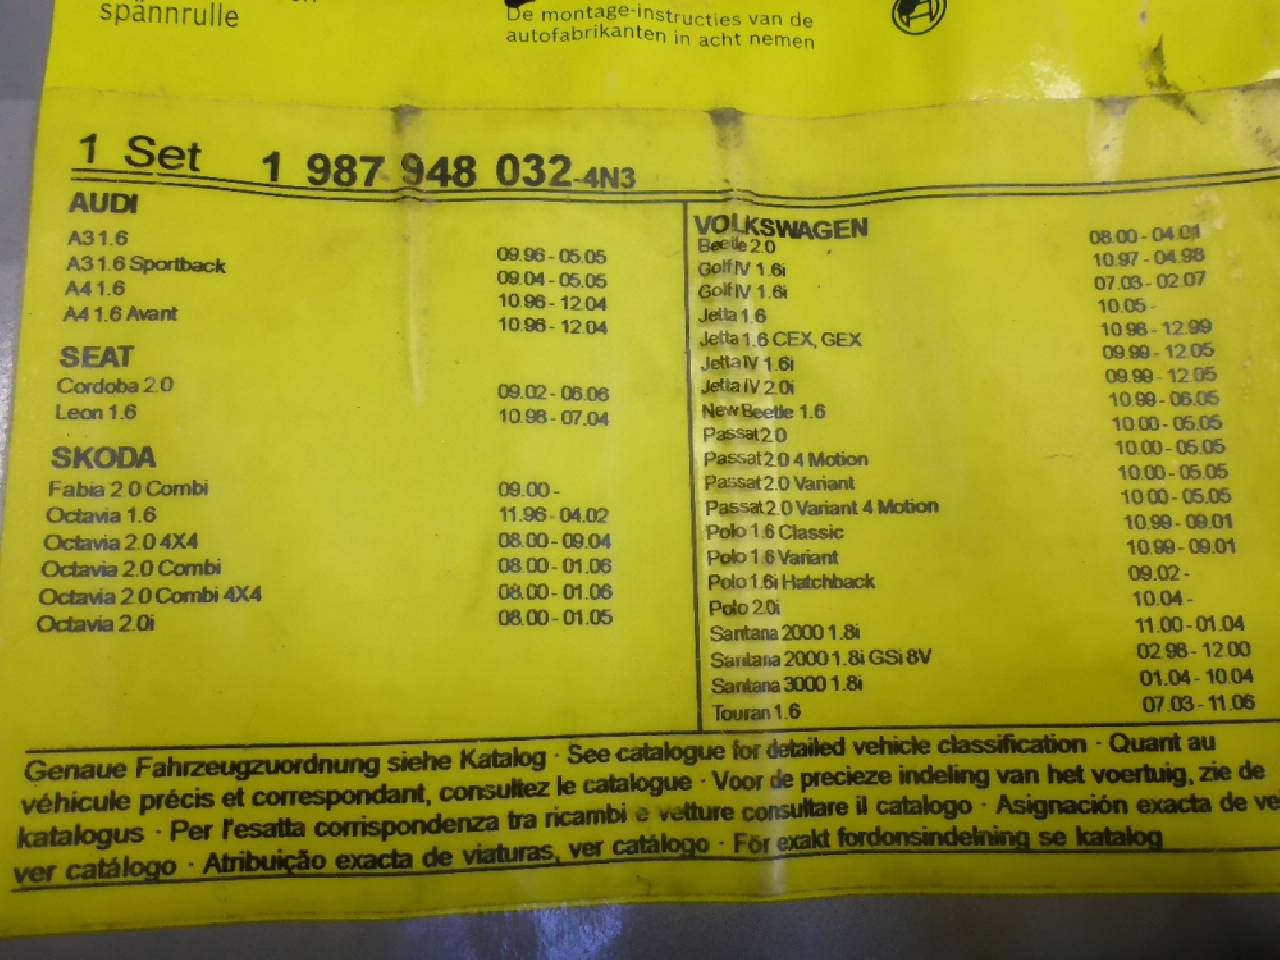 spännrulle
De montage-instructies van de
autofabrikanten in acht nemen
1 Set 1 987 948 032-4N3
AUDI
A3 1.6 09.96 - 05.05
A3 1.6 Sportback 09.04 - 05.05
A4 1.6 10.96 - 12.04
A4 1.6 Avant 10.96 - 12.04
SEAT
Cordoba 2.0 09.02 - 06.06
Leon 1.6 10.98 - 07.04
SKODA
Fabia 2.0 Combi 09.00 -
Octavia 1.6 11.96 - 04.02
Octavia 2.0 4X4 08.00 - 09.04
Octavia 2.0 Combi 08.00 - 01.06
Octavia 2.0 Combi 4X4 08.00 - 01.06
Octavia 2.0i 08.00 - 01.05
VOLKSWAGEN
Beetle 2.0 08.00 - 04.01
Golf IV 1.6i 10.97 - 04.98
Golf IV 1.6i 07.03 - 02.07
Jetta 1.6 10.05 -
Jetta 1.6 CEX, GEX 10.98 - 12.99
Jetta IV 1.6i 09.99 - 12.05
Jetta IV 2.0i 09.99 - 12.05
New Beetle 1.6 10.99 - 06.05
Passat 2.0 10.00 - 05.05
Passat 2.0 4 Motion 10.00 - 05.05
Passat 2.0 Variant 10.00 - 05.05
Passat 2.0 Variant 4 Motion 10.00 - 05.05
Polo 1.6 Classic 10.99 - 09.01
Polo 1.6 Variant 10.99 - 09.01
Polo 1.6i Hatchback 09.02 -
Polo 2.0i 10.04 -
Santana 2000 1.8i 11.00 - 01.04
Santana 2000 1.8i GSi 8V 02.98 - 12.00
Santana 3000 1.8i 01.04 - 10.04
Touran 1.6 07.03 - 11.06
Genaue Fahrzeugzuordnung siehe Katalog · See catalogue for detailed vehicle classification · Quant au
véhicule précis et correspondant, consultez le catalogue · Voor de precieze indeling van het voertuig, zie de
katalogus · Per l'esatta corrispondenza tra ricambi e vetture consultare il catalogo · Asignación exacta de ve
ver catálogo · Atribuição exacta de viaturas, ver catálogo · För exakt fordonsindelning se katalog